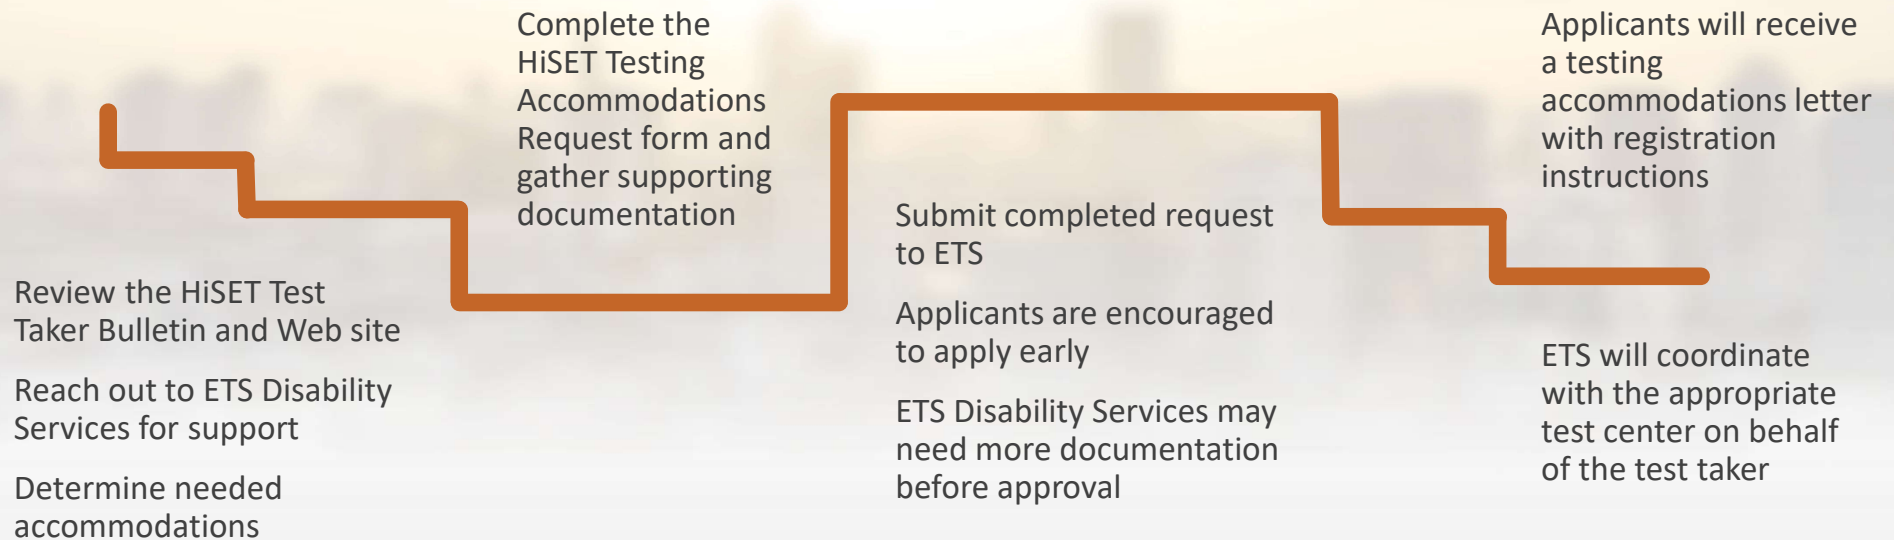 Review the HiSET Test
Taker Bulletin and Web site
Reach out to ETS Disability
Services for support
Determine needed
accommodations
Complete the
HiSET Testing
Accommodations
Request form and
gather supporting
documentation
Submit completed request
to ETS
Applicants are encouraged
to apply early
ETS Disability Services may
need more documentation
before approval
Applicants will receive
a testing
accommodations letter
with registration
instructions
ETS will coordinate
with the appropriate
test center on behalf
of the test taker